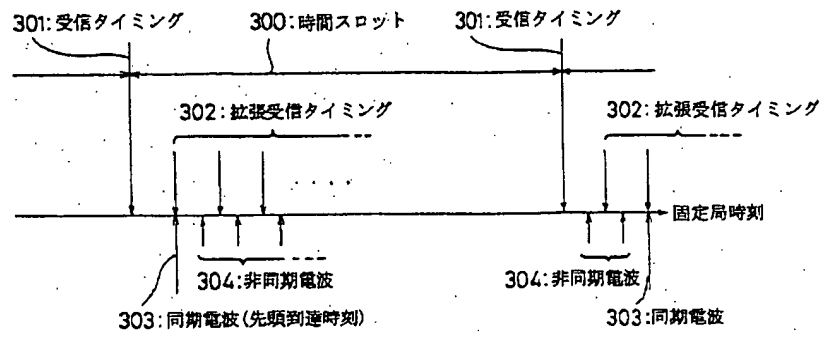 301:受信タイミング
300:時間スロット
301:受信タイミング
302:拡張受信タイミング
302:拡張受信タイミング
固定局時刻
304:非同期電波
304:非同期電波
303:同期電波(先頭到達時刻)
303:同期電波